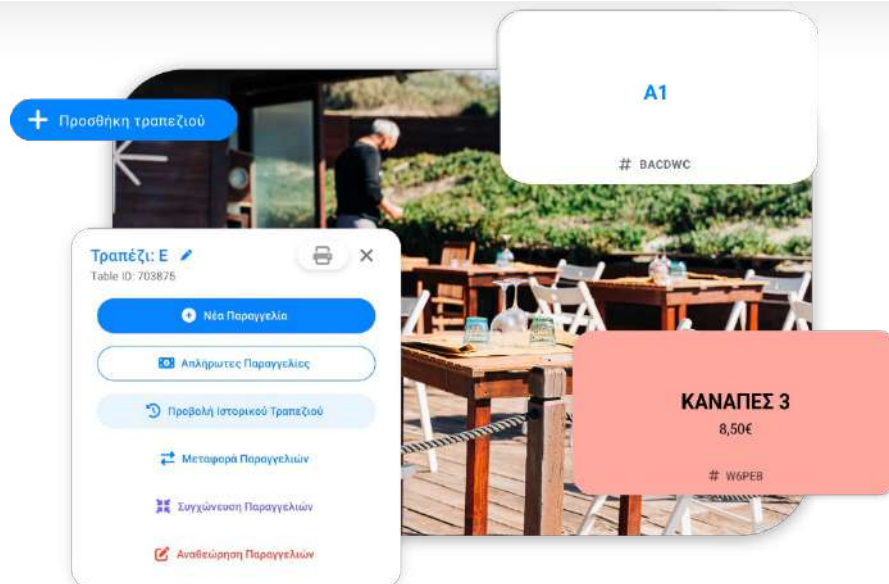 A1
# BACDWC
Προσθήκη τραπεζιού
Τραπέζι: Ε
Table ID: 703875
Νέα Παραγγελία
Απλήρωτες Παραγγελίες
Προβολή Ιστορικού Τραπεζιού
Μεταφορά Παραγγελιών
Συγχώνευση Παραγγελιών
Αναθεώρηση Παραγγελιών
ΚΑΝΑΠΕΣ 3
8,50€
# W6PEB